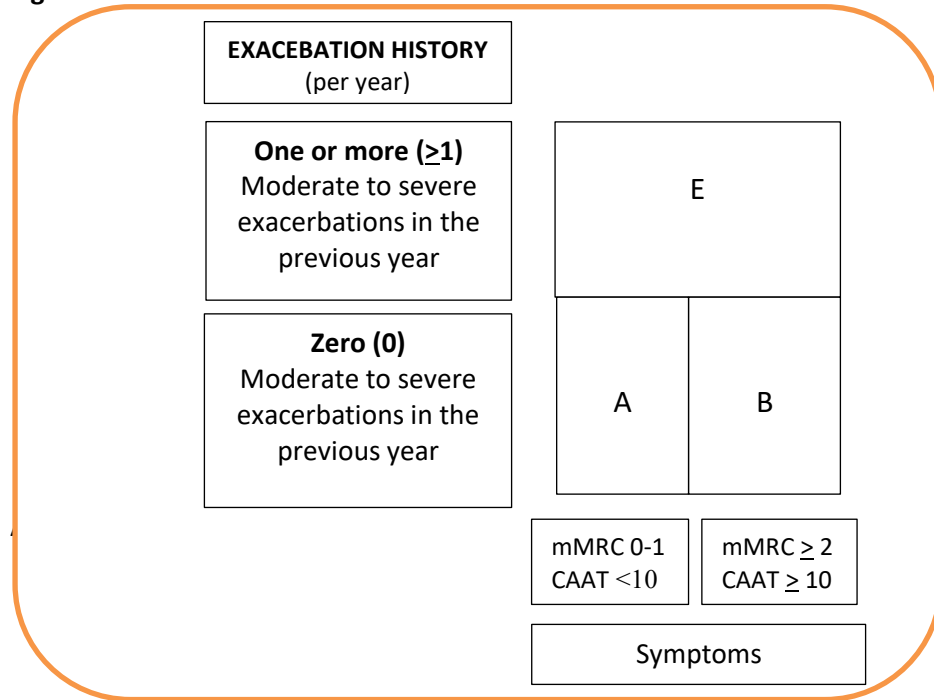 EXACEBATION HISTORY
(per year)
One or more (≥1)
Moderate to severe
exacerbations in the
previous year
E
Zero (0)
Moderate to severe
exacerbations in the
previous year
A
B
mMRC 0-1
CAAT <10
mMRC ≥ 2
CAAT ≥ 10
Symptoms